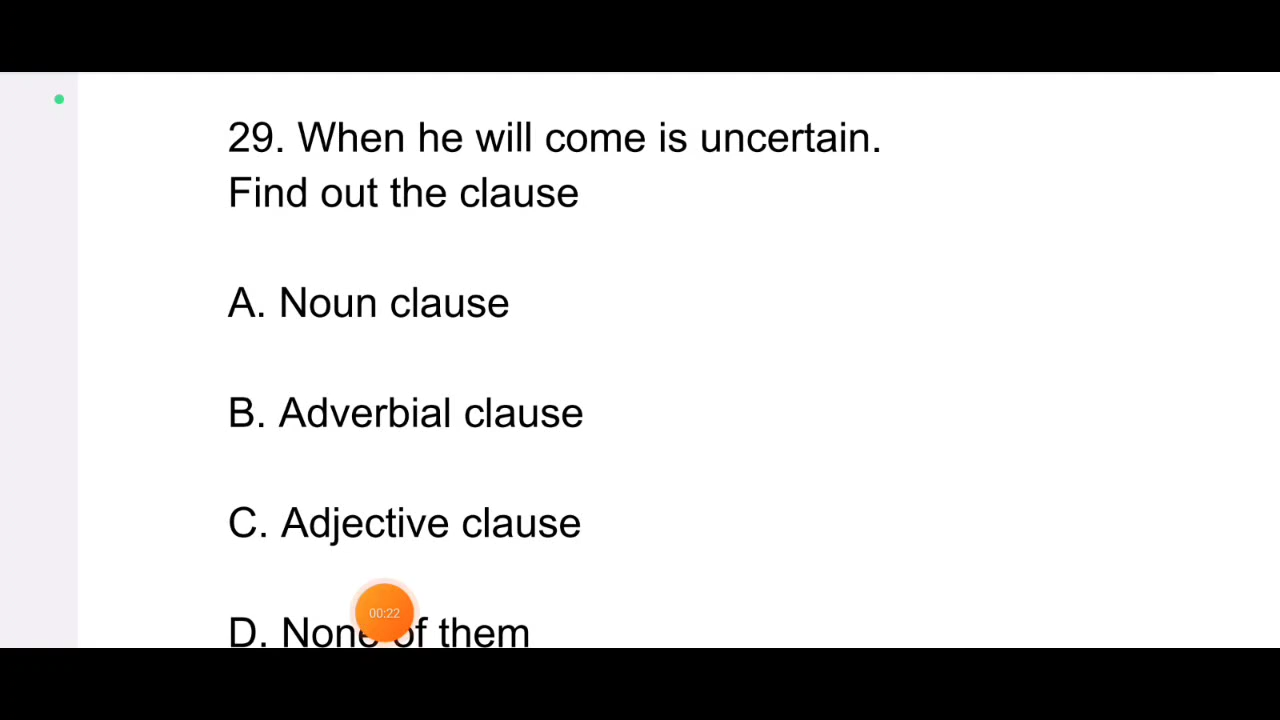 29. When he will come is uncertain.
Find out the clause
A. Noun clause
B. Adverbial clause
C. Adjective clause
00:22
D. None of them